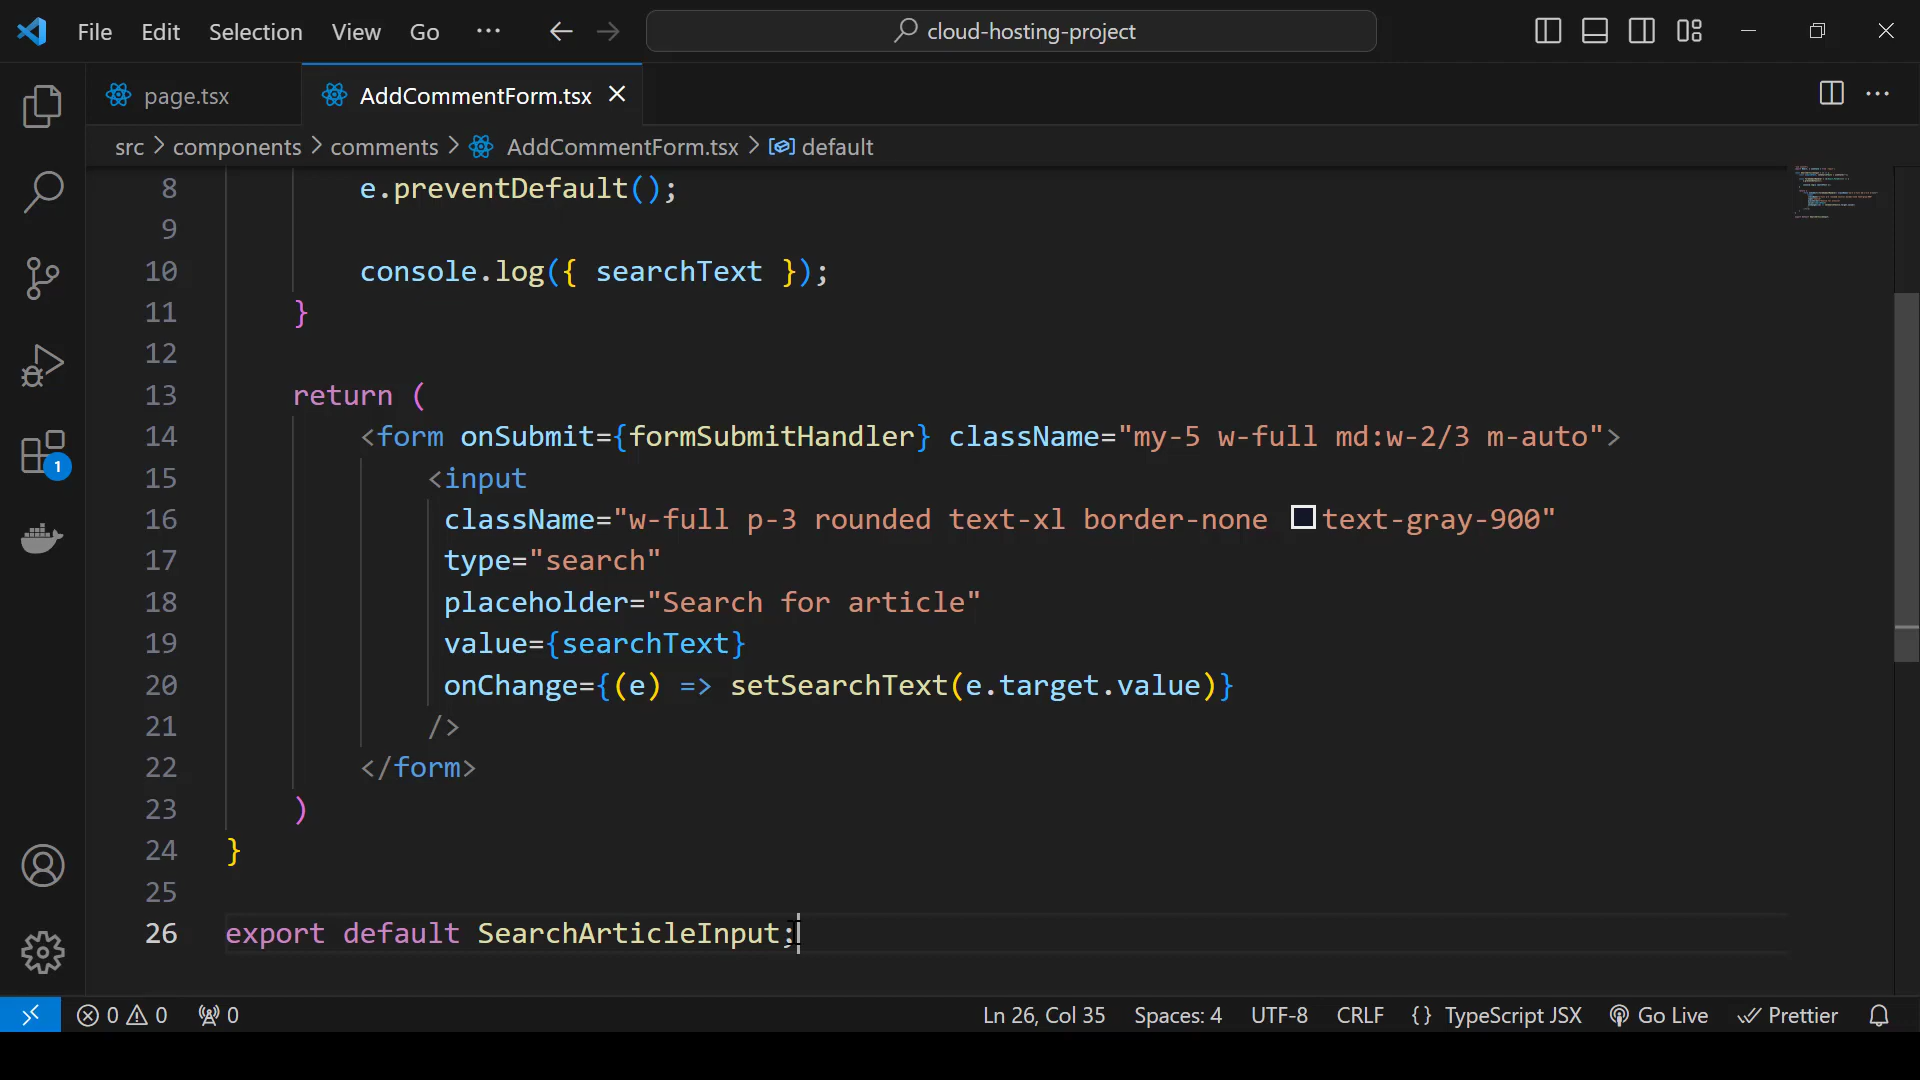 File Edit Selection View Go ··· cloud-hosting-project
page.tsx AddCommentForm.tsx
src > components > comments > AddCommentForm.tsx > default
8 e.preventDefault();
9
10 console.log({ searchText });
11 }
12
13 return (
14 <form onSubmit={formSubmitHandler} className="my-5 w-full md:w-2/3 m-auto">
15 <input
16 className="w-full p-3 rounded text-xl border-none text-gray-900"
17 type="search"
18 placeholder="Search for article"
19 value={searchText}
20 onChange={(e) => setSearchText(e.target.value)}
21 />
22 </form>
23 )
24 }
25
26 export default SearchArticleInput;
1
0 0 0 Ln 26, Col 35 Spaces: 4 UTF-8 CRLF {} TypeScript JSX Go Live Prettier